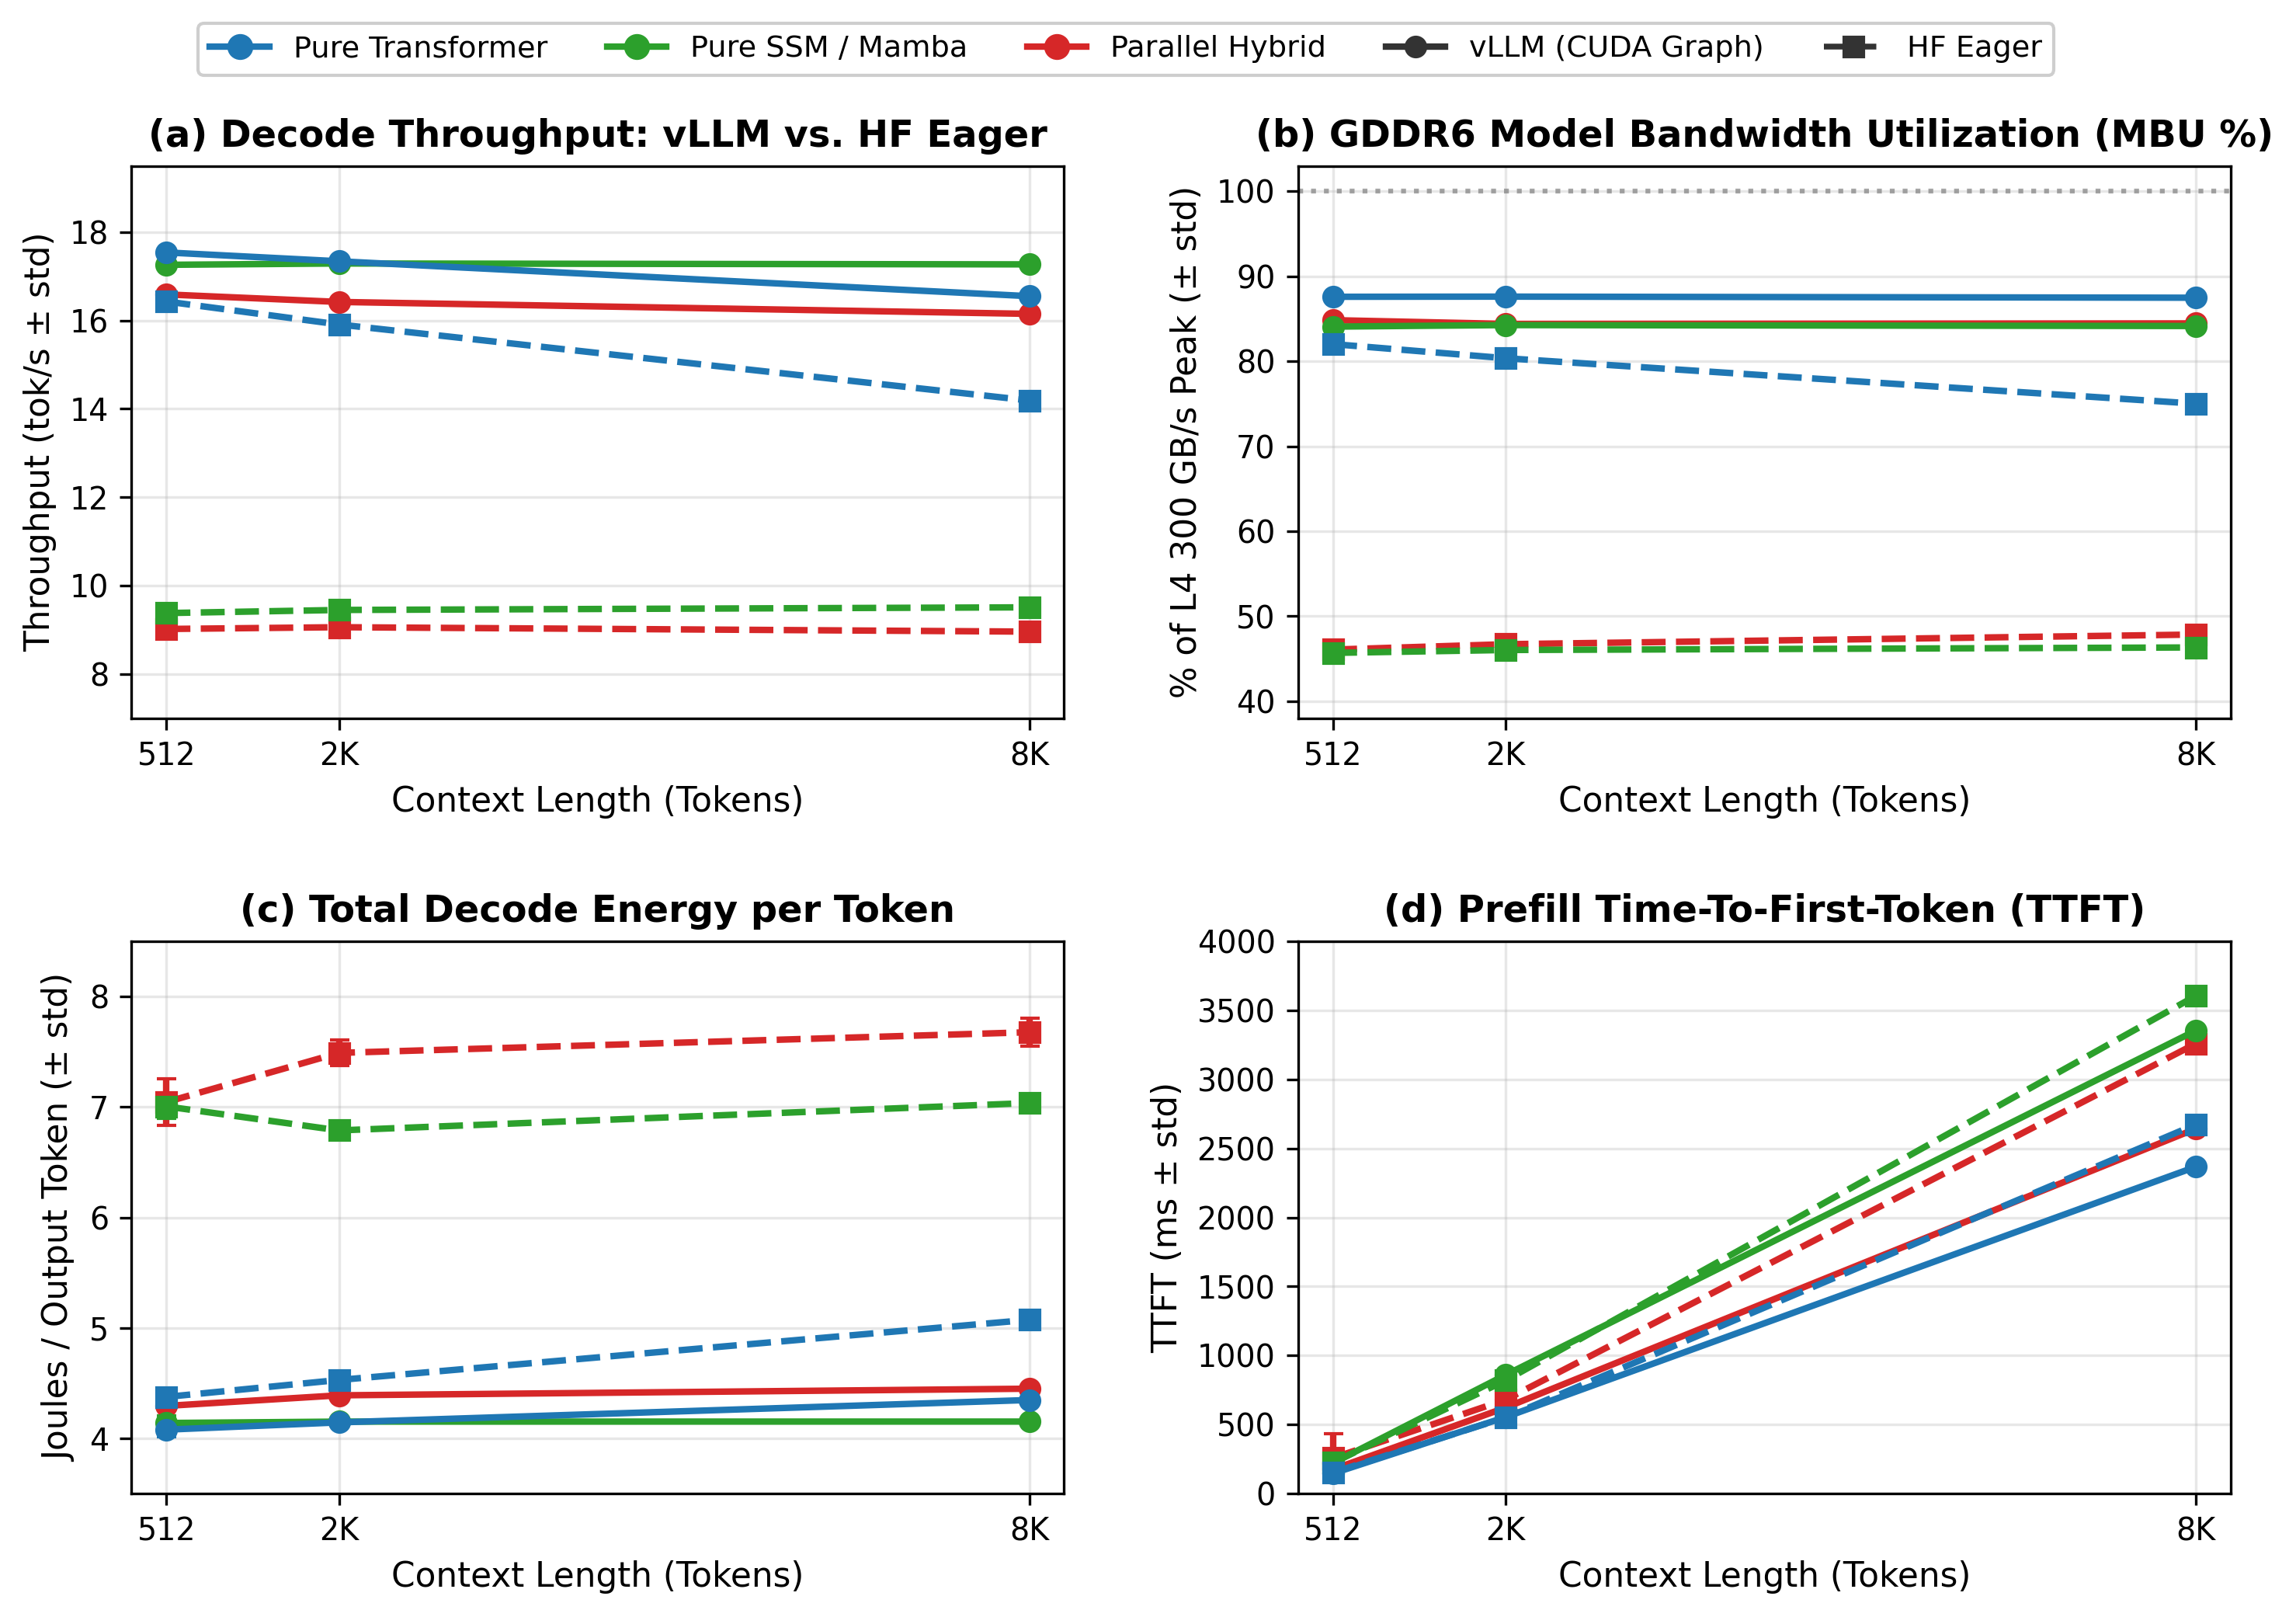 Pure Transformer Pure SSM / Mamba Parallel Hybrid vLLM (CUDA Graph) HF Eager
(a) Decode Throughput: vLLM vs. HF Eager
Throughput (tok/s ± std)
18
16
14
12
10
8
512 2K 8K
Context Length (Tokens)
(b) GDDR6 Model Bandwidth Utilization (MBU %)
% of L4 300 GB/s Peak (± std)
100
90
80
70
60
50
40
512 2K 8K
Context Length (Tokens)
(c) Total Decode Energy per Token
Joules / Output Token (± std)
8
7
6
5
4
512 2K 8K
Context Length (Tokens)
(d) Prefill Time-To-First-Token (TTFT)
TTFT (ms ± std)
4000
3500
3000
2500
2000
1500
1000
500
0
512 2K 8K
Context Length (Tokens)